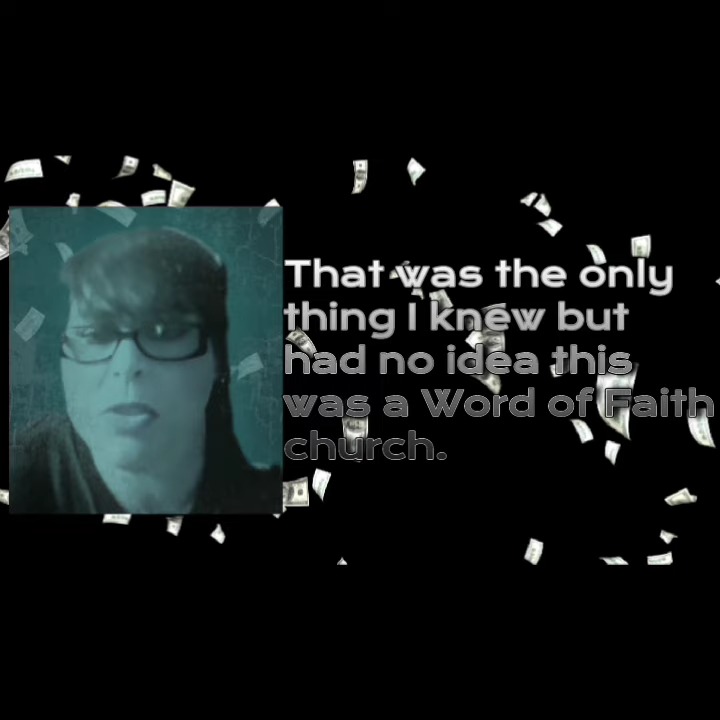 That was the only
thing I knew but
had no idea this
was a Word of Faith
church.